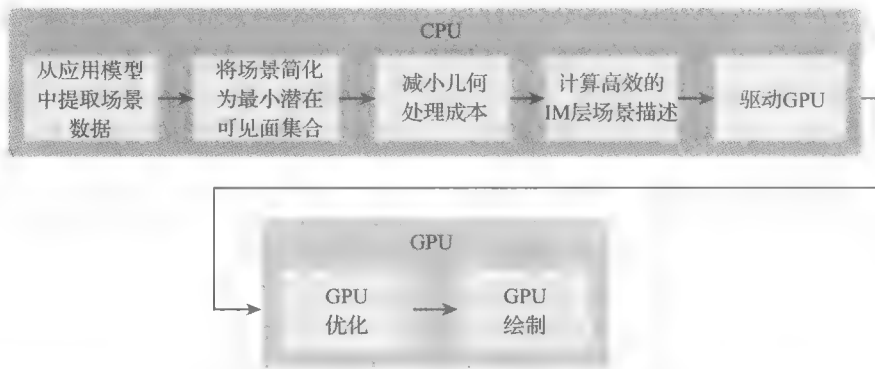 CPU
从应用模型
中提取场景
数据
将场景简化
为最小潜在
可见面集合
减小几何
处理成本
计算高效的
IM层场景描述
驱动GPU
GPU
GPU
优化
GPU
绘制